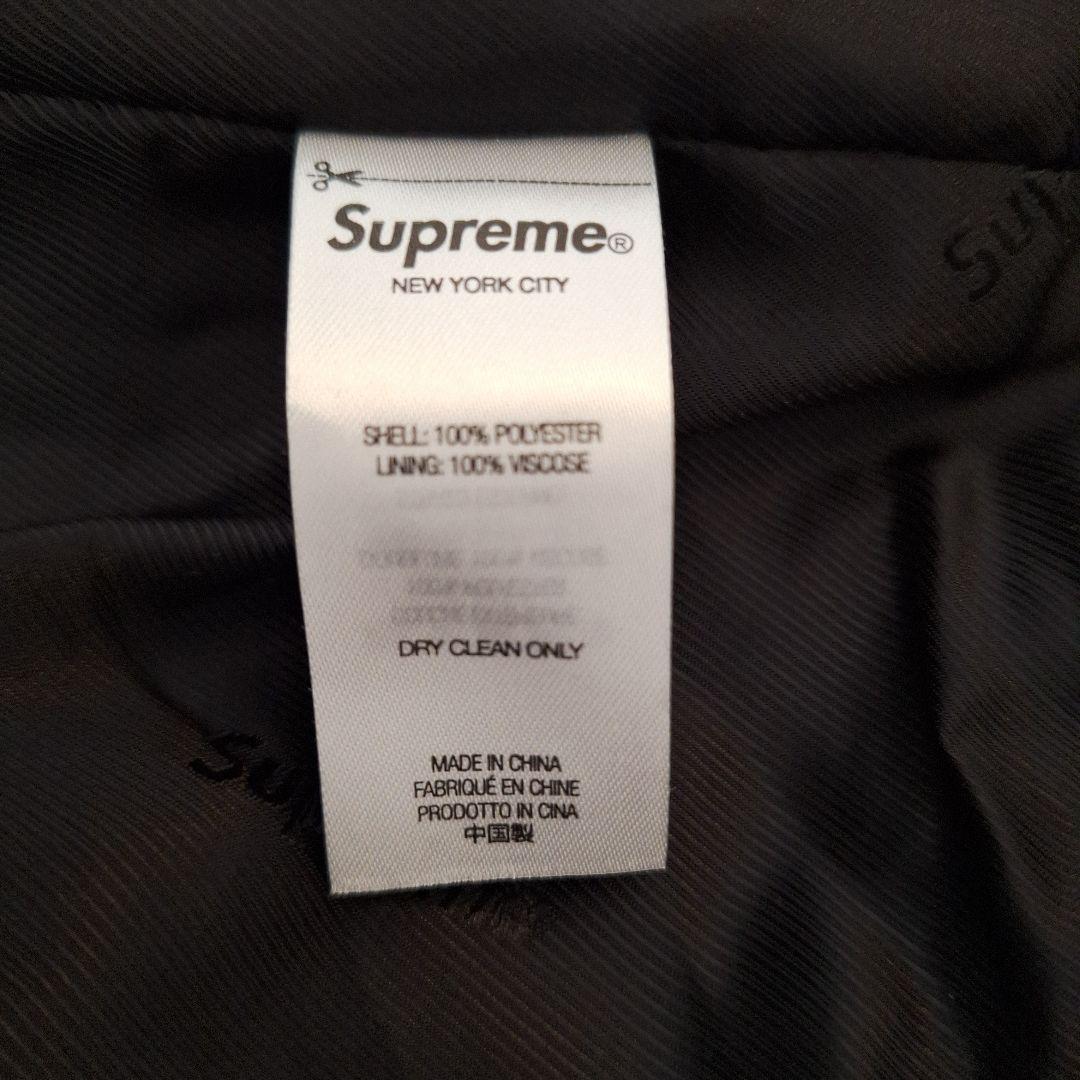 Supreme®
NEW YORK CITY
SHELL: 100% POLYESTER
LINING: 100% VISCOSE
DRY CLEAN ONLY
MADE IN CHINA
FABRIQUÉ EN CHINE
PRODOTTO IN CINA
中国製